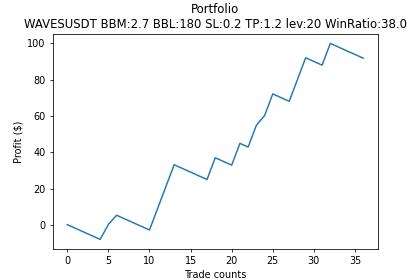 Portfolio
WAVESUSDT BBM:2.7 BBL:180 SL:0.2 TP:1.2 lev:20 WinRatio:38.0
100
80
60
40
20
0
Profit ($)
0 5 10 15 20 25 30 35
Trade counts